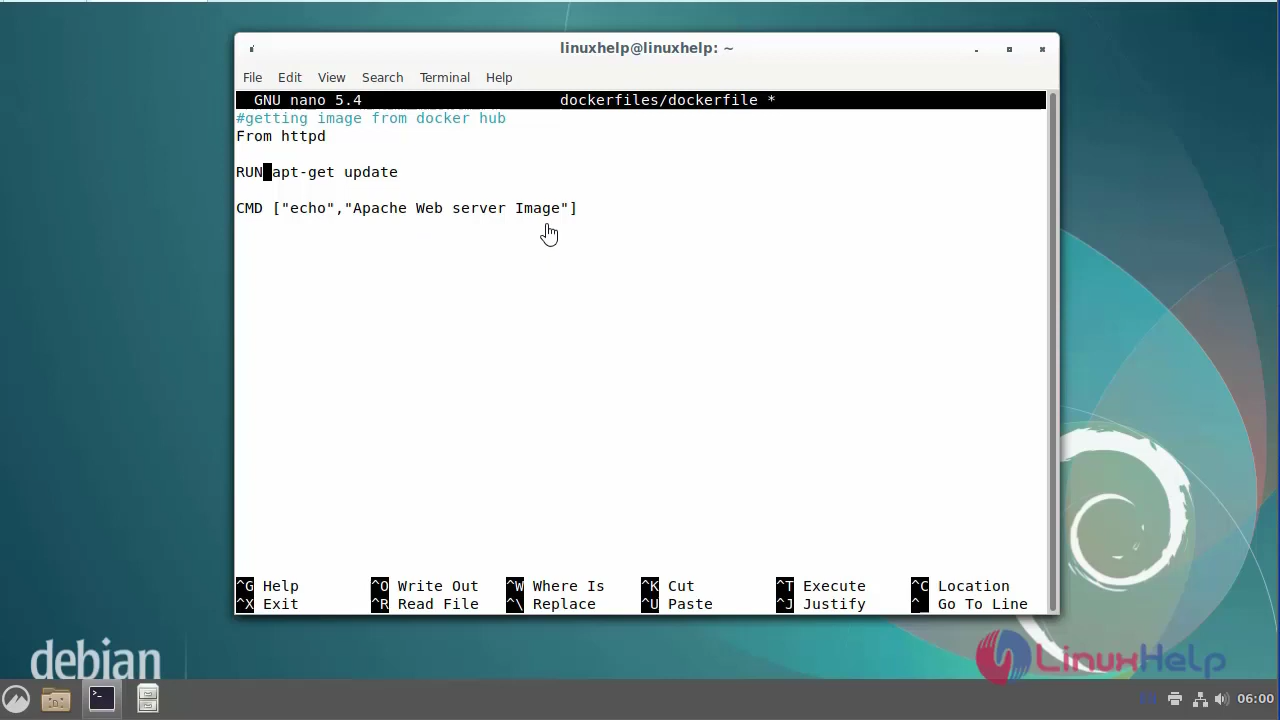 linuxhelp@linuxhelp: ~
File Edit View Search Terminal Help
GNU nano 5.4 dockerfiles/dockerfile *
#getting image from docker hub
From httpd
RUN apt-get update
CMD ["echo","Apache Web server Image"]
^G Help ^O Write Out ^W Where Is ^K Cut ^T Execute ^C Location
^X Exit ^R Read File ^\ Replace ^U Paste ^J Justify ^_ Go To Line
debian
LinuxHelp
EN 06:00